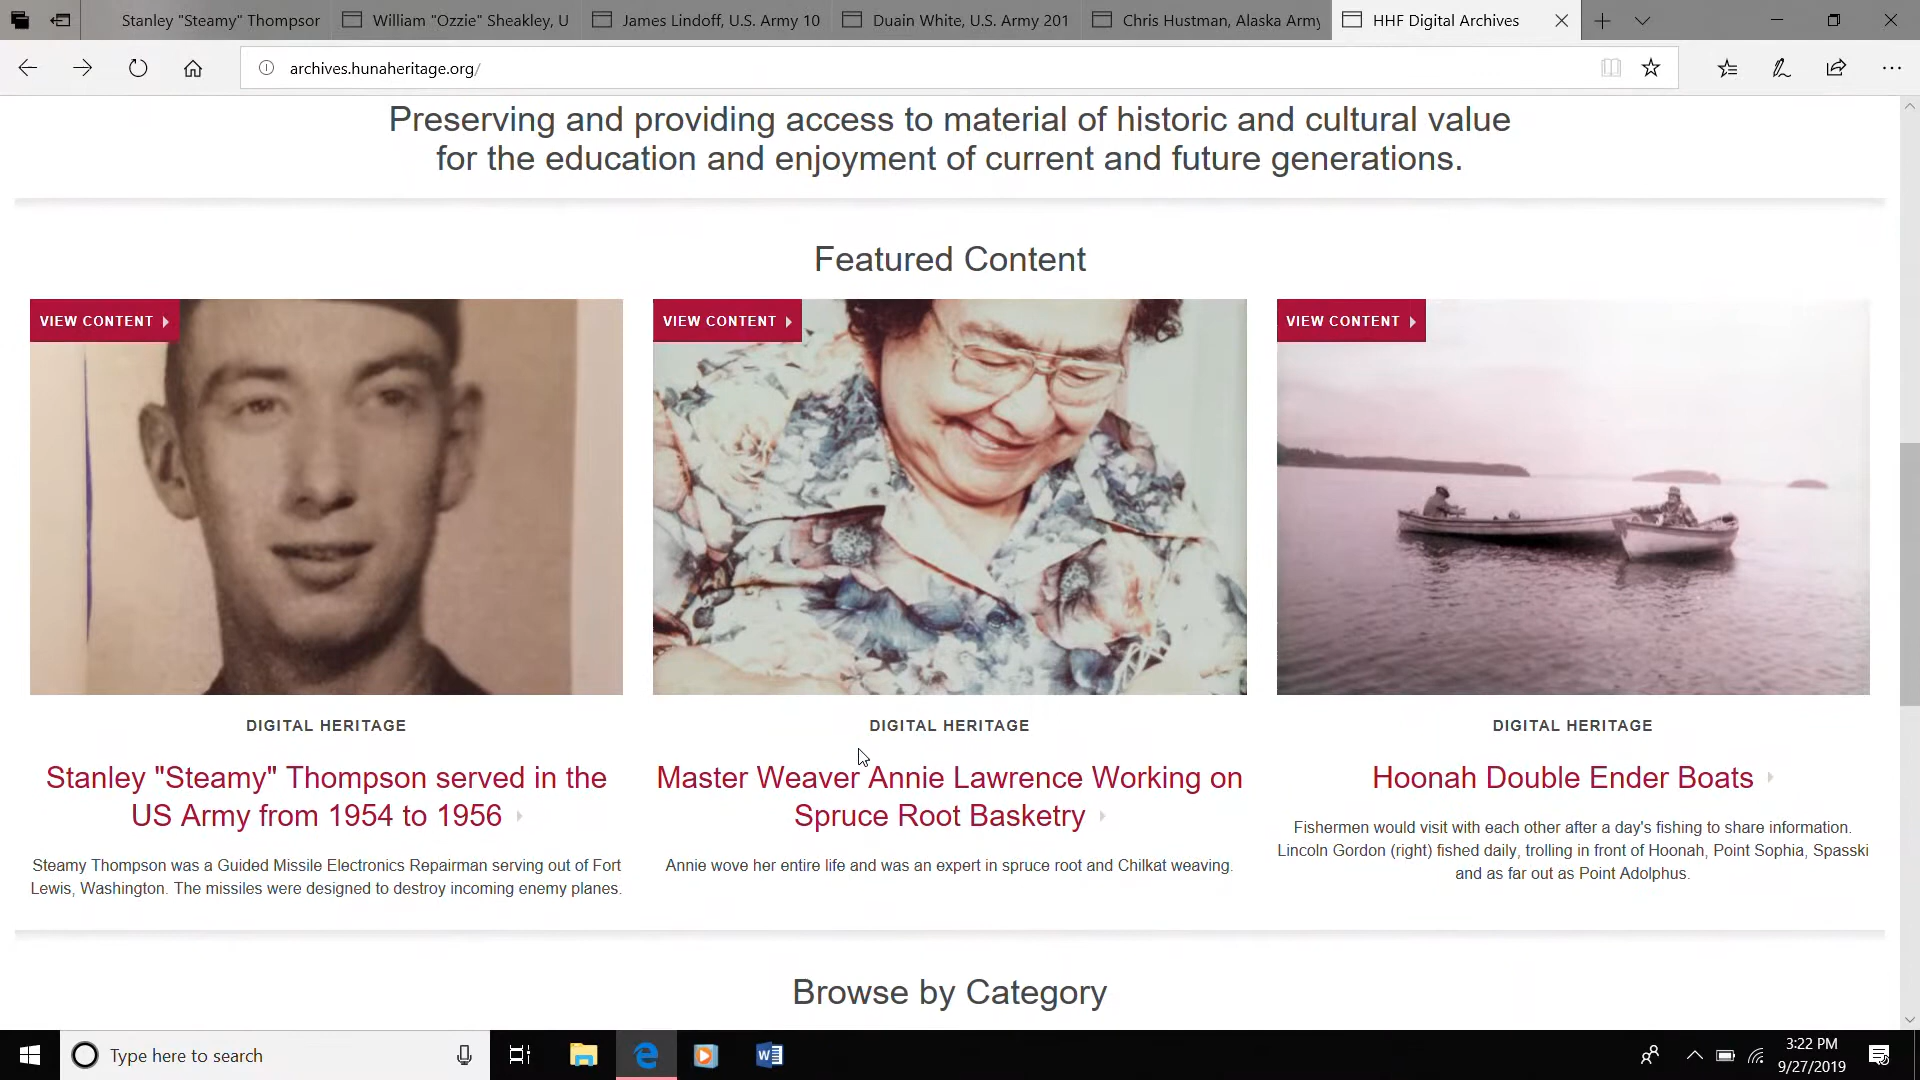 Stanley "Steamy" Thompsor
William "Ozzie" Sheakley, U
James Lindoff, U.S. Army 10
Duain White, U.S. Army 201
Chris Hustman, Alaska Army
HHF Digital Archives
archives.hunaheritage.org/
Preserving and providing access to material of historic and cultural value
for the education and enjoyment of current and future generations.
Featured Content
VIEW CONTENT
VIEW CONTENT
VIEW CONTENT
DIGITAL HERITAGE
Stanley "Steamy" Thompson served in the
US Army from 1954 to 1956
Steamy Thompson was a Guided Missile Electronics Repairman serving out of Fort
Lewis, Washington. The missiles were designed to destroy incoming enemy planes.
DIGITAL HERITAGE
Master Weaver Annie Lawrence Working on
Spruce Root Basketry
Annie wove her entire life and was an expert in spruce root and Chilkat weaving.
DIGITAL HERITAGE
Hoonah Double Ender Boats
Fishermen would visit with each other after a day's fishing to share information.
Lincoln Gordon (right) fished daily, trolling in front of Hoonah, Point Sophia, Spasski
and as far out as Point Adolphus.
Browse by Category
Type here to search
3:22 PM
9/27/2019